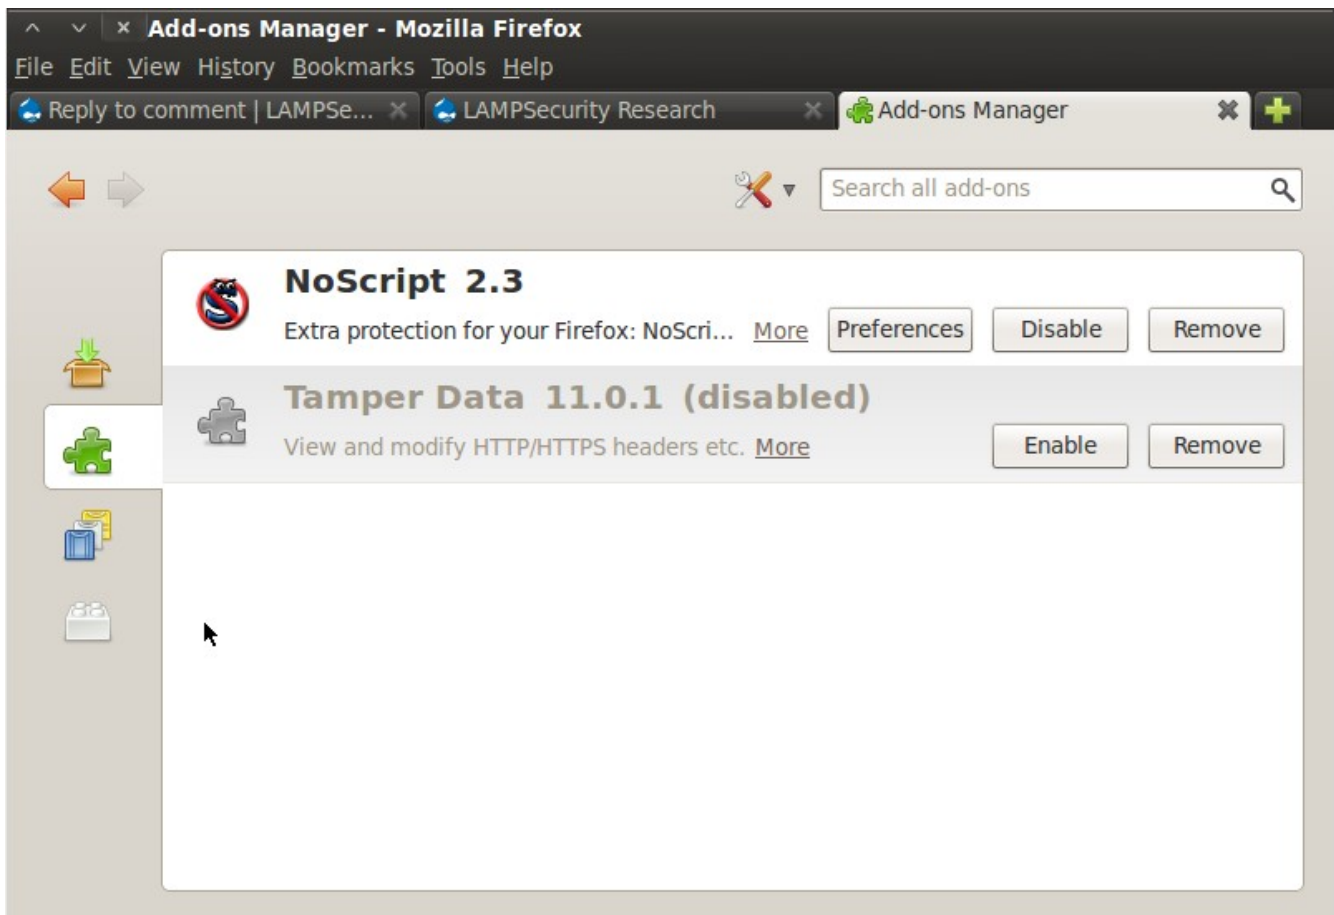 Add-ons Manager - Mozilla Firefox
File Edit View History Bookmarks Tools Help
Reply to comment | LAMPSe... LAMPSecurity Research Add-ons Manager
Search all add-ons
NoScript 2.3
Extra protection for your Firefox: NoScri... More Preferences Disable Remove
Tamper Data 11.0.1 (disabled)
View and modify HTTP/HTTPS headers etc. More Enable Remove